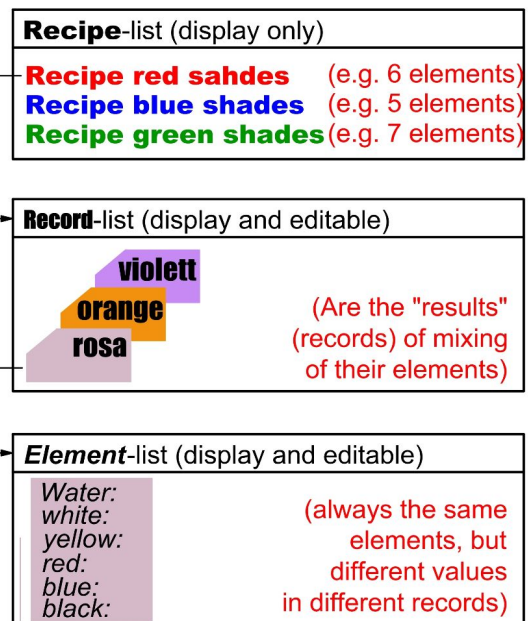 Recipe-list (display only)
Recipe red sahdes (e.g. 6 elements)
Recipe blue shades (e.g. 5 elements)
Recipe green shades (e.g. 7 elements)
Record-list (display and editable)
violett
orange
rosa
(Are the "results"
(records) of mixing
of their elements)
Element-list (display and editable)
Water:
white:
yellow:
red:
blue:
black:
(always the same
elements, but
different values
in different records)